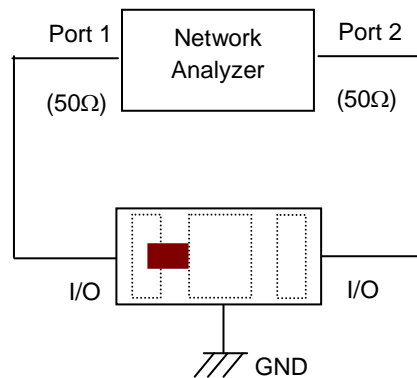 Port 1
Network
Analyzer
Port 2
(50Ω)
(50Ω)
I/O
I/O
GND